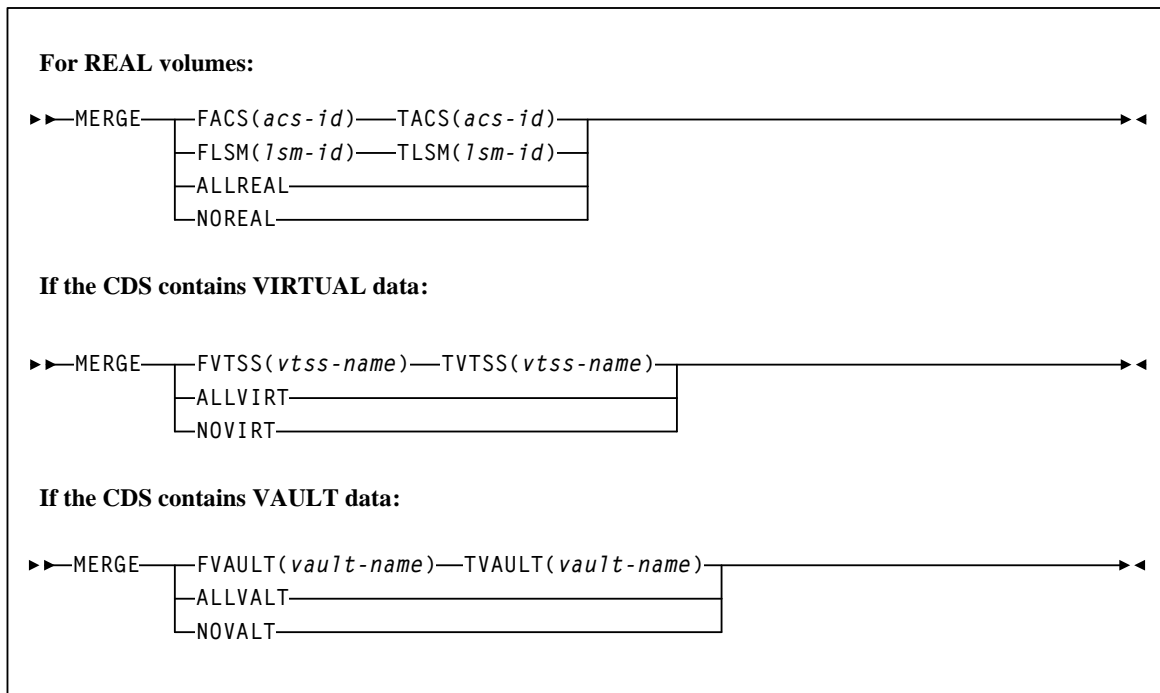 For REAL volumes:
MERGE FACS(acs-id) TACS(acs-id)
FLSM(lsm-id) TLSM(lsm-id)
ALLREAL
NOREAL
If the CDS contains VIRTUAL data:
MERGE FVTSS(vtss-name) TVTSS(vtss-name)
ALLVIRT
NOVIRT
If the CDS contains VAULT data:
MERGE FVAULT(vault-name) TVAULT(vault-name)
ALLVALT
NOVALT